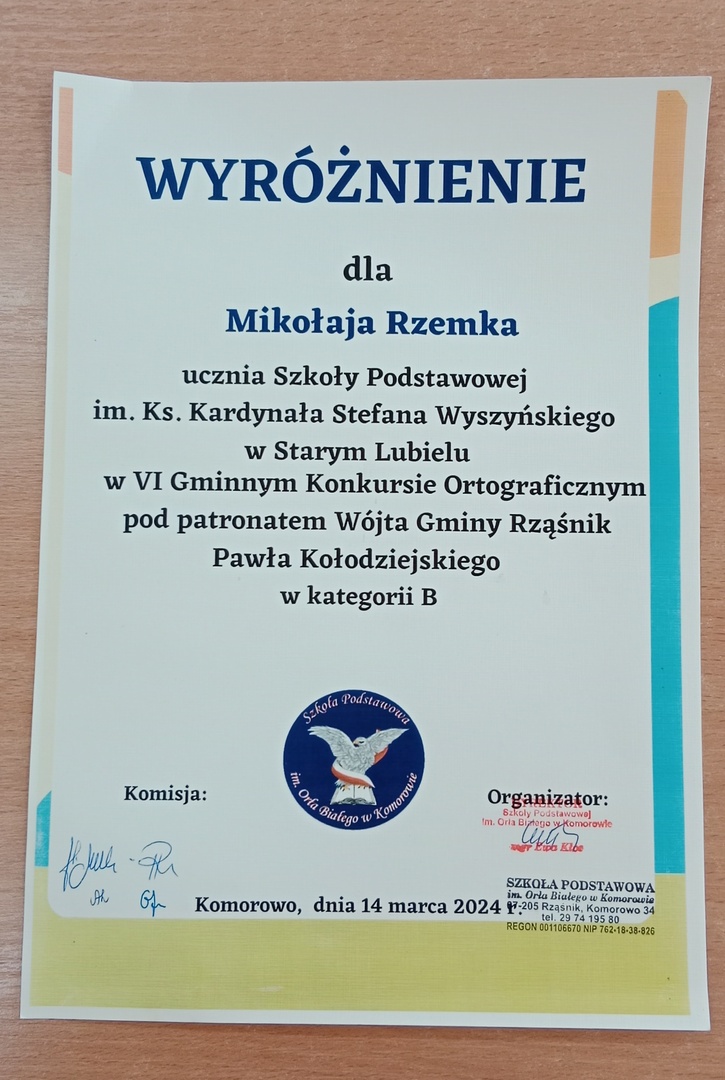 WYRÓŻNIENIE
dla
Mikołaja Rzemka
ucznia Szkoły Podstawowej
im. Ks. Kardynała Stefana Wyszyńskiego
w Starym Lubielu
w VI Gminnym Konkursie Ortograficznym
pod patronatem Wójta Gminy Rząśnik
Pawła Kołodziejskiego
w kategorii B
Szkoła Podstawowa
im. Orła Białego w Komorowie
Komisja:
Organizator:
DYREKTOR
Szkoły Podstawowej
im. Orła Białego w Komorowie
mgr Ewa
Komorowo, dnia 14 marca 2024 r.
SZKOŁA PODSTAWOWA
im. Orła Białego w Komorowie
07-205 Rząśnik, Komorowo 34
tel. 29 74 195 80
REGON 001106670 NIP 762-18-38-826